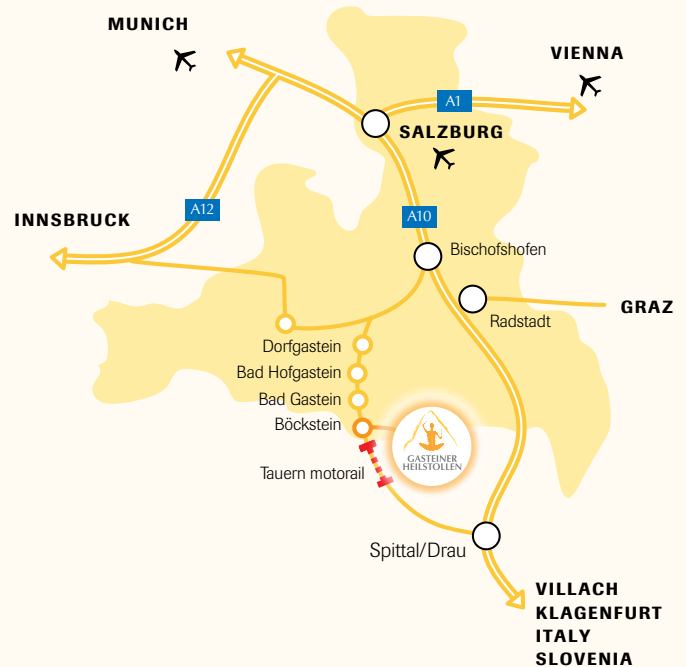 MUNICH
VIENNA
A1
SALZBURG
A12
A10
INNSBRUCK
Bischofshofen
GRAZ
Radstadt
Dorfgastein
Bad Hofgastein
Bad Gastein
Böckstein
GASTEINER
HEILSTOLLEN
Tauern motorail
Spittal/Drau
VILLACH
KLAGENFURT
ITALY
SLOVENIA